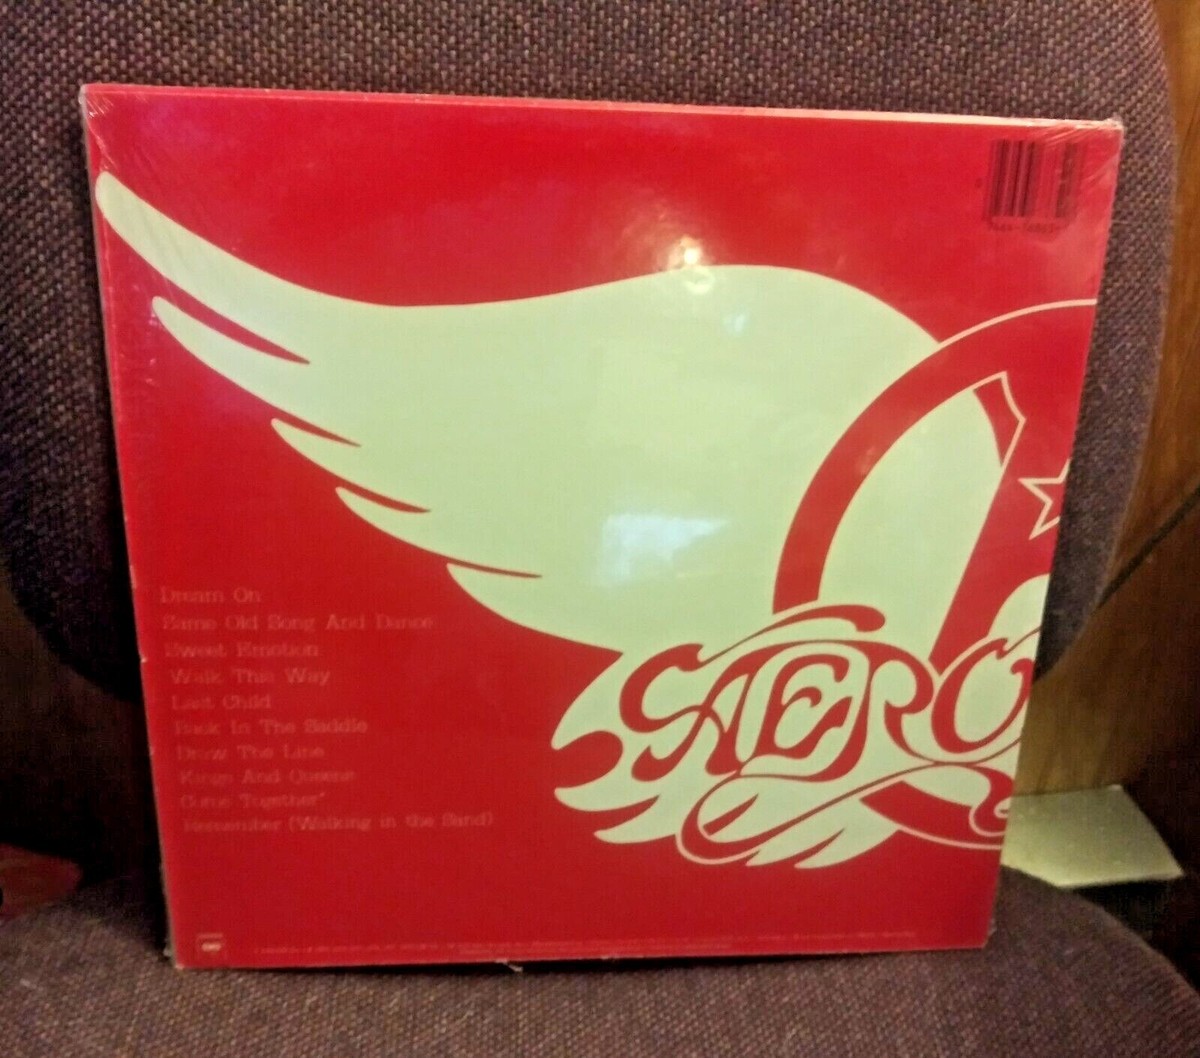 Dream On
Same Old Song And Dance
Sweet Emotion
Walk This Way
Last Child
Back In The Saddle
Draw The Line
Kings And Queens
Come Together*
Remember (Walking in the Sand)
AERO